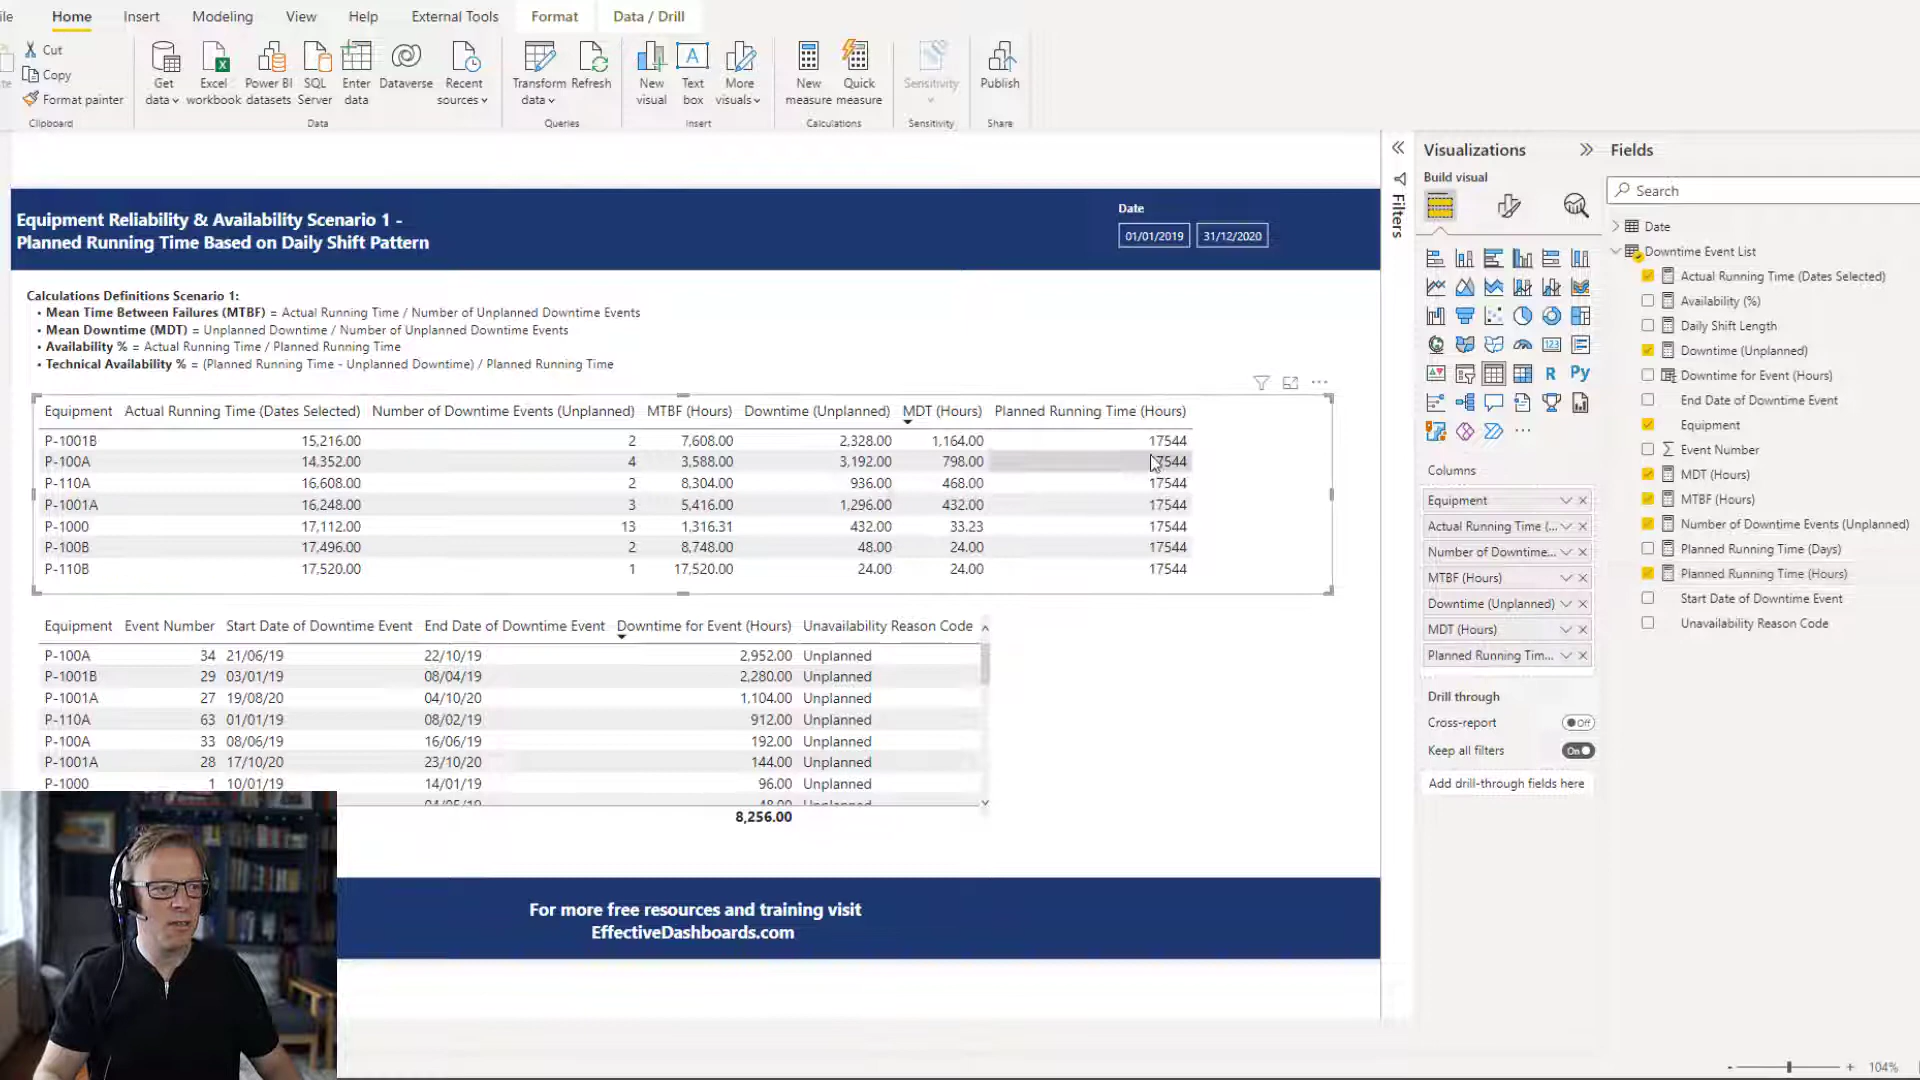 Home Insert Modeling View Help External Tools Format Data / Drill
Cut
Copy
Format painter
Clipboard
Get data
Excel workbook
Power BI datasets
SQL Server
Enter data
Dataverse
Recent sources
Data
Transform data
Refresh
Queries
New visual
Text box
More visuals
Insert
New measure
Quick measure
Calculations
Sensitivity
Sensitivity
Publish
Share
Equipment Reliability & Availability Scenario 1 -
Planned Running Time Based on Daily Shift Pattern
Date
01/01/2019 31/12/2020
Calculations Definitions Scenario 1:
• Mean Time Between Failures (MTBF) = Actual Running Time / Number of Unplanned Downtime Events
• Mean Downtime (MDT) = Unplanned Downtime / Number of Unplanned Downtime Events
• Availability % = Actual Running Time / Planned Running Time
• Technical Availability % = (Planned Running Time - Unplanned Downtime) / Planned Running Time
Equipment Actual Running Time (Dates Selected) Number of Downtime Events (Unplanned) MTBF (Hours) Downtime (Unplanned) MDT (Hours) Planned Running Time (Hours)
P-1001B 15,216.00 2 7,608.00 2,328.00 1,164.00 17544
P-100A 14,352.00 4 3,588.00 3,192.00 798.00 17544
P-110A 16,608.00 2 8,304.00 936.00 468.00 17544
P-1001A 16,248.00 3 5,416.00 1,296.00 432.00 17544
P-1000 17,112.00 13 1,316.31 432.00 33.23 17544
P-100B 17,496.00 2 8,748.00 48.00 24.00 17544
P-110B 17,520.00 1 17,520.00 24.00 24.00 17544
Equipment Event Number Start Date of Downtime Event End Date of Downtime Event Downtime for Event (Hours) Unavailability Reason Code
P-100A 34 21/06/19 22/10/19 2,952.00 Unplanned
P-1001B 29 03/01/19 08/04/19 2,280.00 Unplanned
P-1001A 27 19/08/20 04/10/20 1,104.00 Unplanned
P-110A 63 01/01/19 08/02/19 912.00 Unplanned
P-100A 33 08/06/19 16/06/19 192.00 Unplanned
P-1001A 28 17/10/20 23/10/20 144.00 Unplanned
P-1000 1 10/01/19 14/01/19 96.00 Unplanned
8,256.00
For more free resources and training visit
EffectiveDashboards.com
Filters
Visualizations
Build visual
R Py
123
Columns
Equipment
Actual Running Time (...
Number of Downtime...
MTBF (Hours)
Downtime (Unplanned)
MDT (Hours)
Planned Running Tim...
Drill through
Cross-report Off
Keep all filters On
Add drill-through fields here
Fields
Search
Date
Downtime Event List
Actual Running Time (Dates Selected)
Availability (%)
Daily Shift Length
Downtime (Unplanned)
Downtime for Event (Hours)
End Date of Downtime Event
Equipment
Event Number
MDT (Hours)
MTBF (Hours)
Number of Downtime Events (Unplanned)
Planned Running Time (Days)
Planned Running Time (Hours)
Start Date of Downtime Event
Unavailability Reason Code
- + 104%